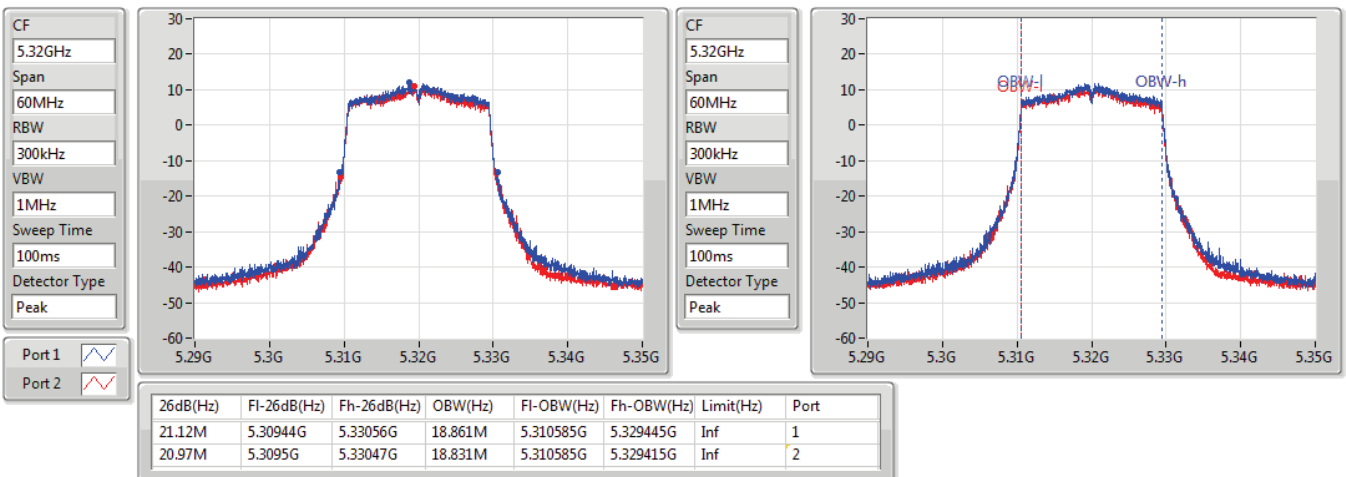 CF
5.32GHz
Span
60MHz
RBW
300kHz
VBW
1MHz
Sweep Time
100ms
Detector Type
Peak
Port 1
Port 2
30
20
10
0
-10
-20
-30
-40
-50
-60
5.29G 5.3G 5.31G 5.32G 5.33G 5.34G 5.35G
CF
5.32GHz
Span
60MHz
RBW
300kHz
VBW
1MHz
Sweep Time
100ms
Detector Type
Peak
30
20
10
0
-10
-20
-30
-40
-50
-60
OBW-l
OBW-l
OBW-h
5.29G 5.3G 5.31G 5.32G 5.33G 5.34G 5.35G
26dB(Hz) Fl-26dB(Hz) Fh-26dB(Hz) OBW(Hz) Fl-OBW(Hz) Fh-OBW(Hz) Limit(Hz) Port
21.12M 5.30944G 5.33056G 18.861M 5.310585G 5.329445G Inf 1
20.97M 5.3095G 5.33047G 18.831M 5.310585G 5.329415G Inf 2